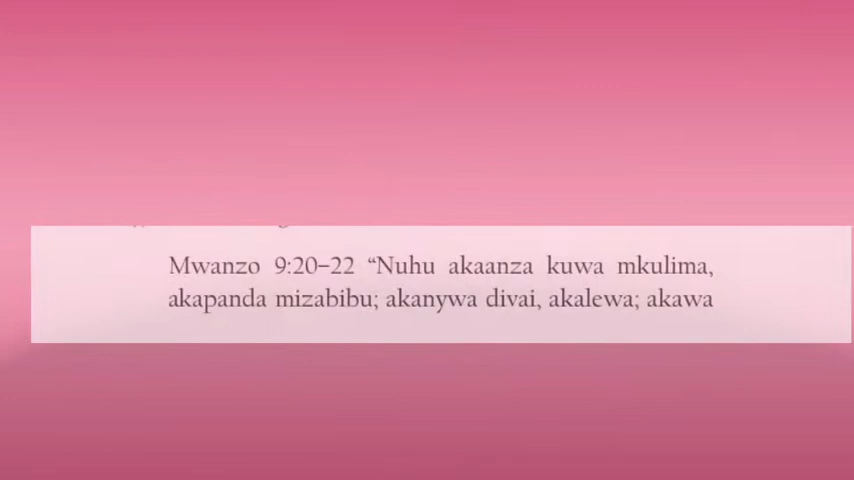 Mwanzo 9:20–22 “Nuhu akaanza kuwa mkulima,
akapanda mizabibu; akanywa divai, akalewa; akawa